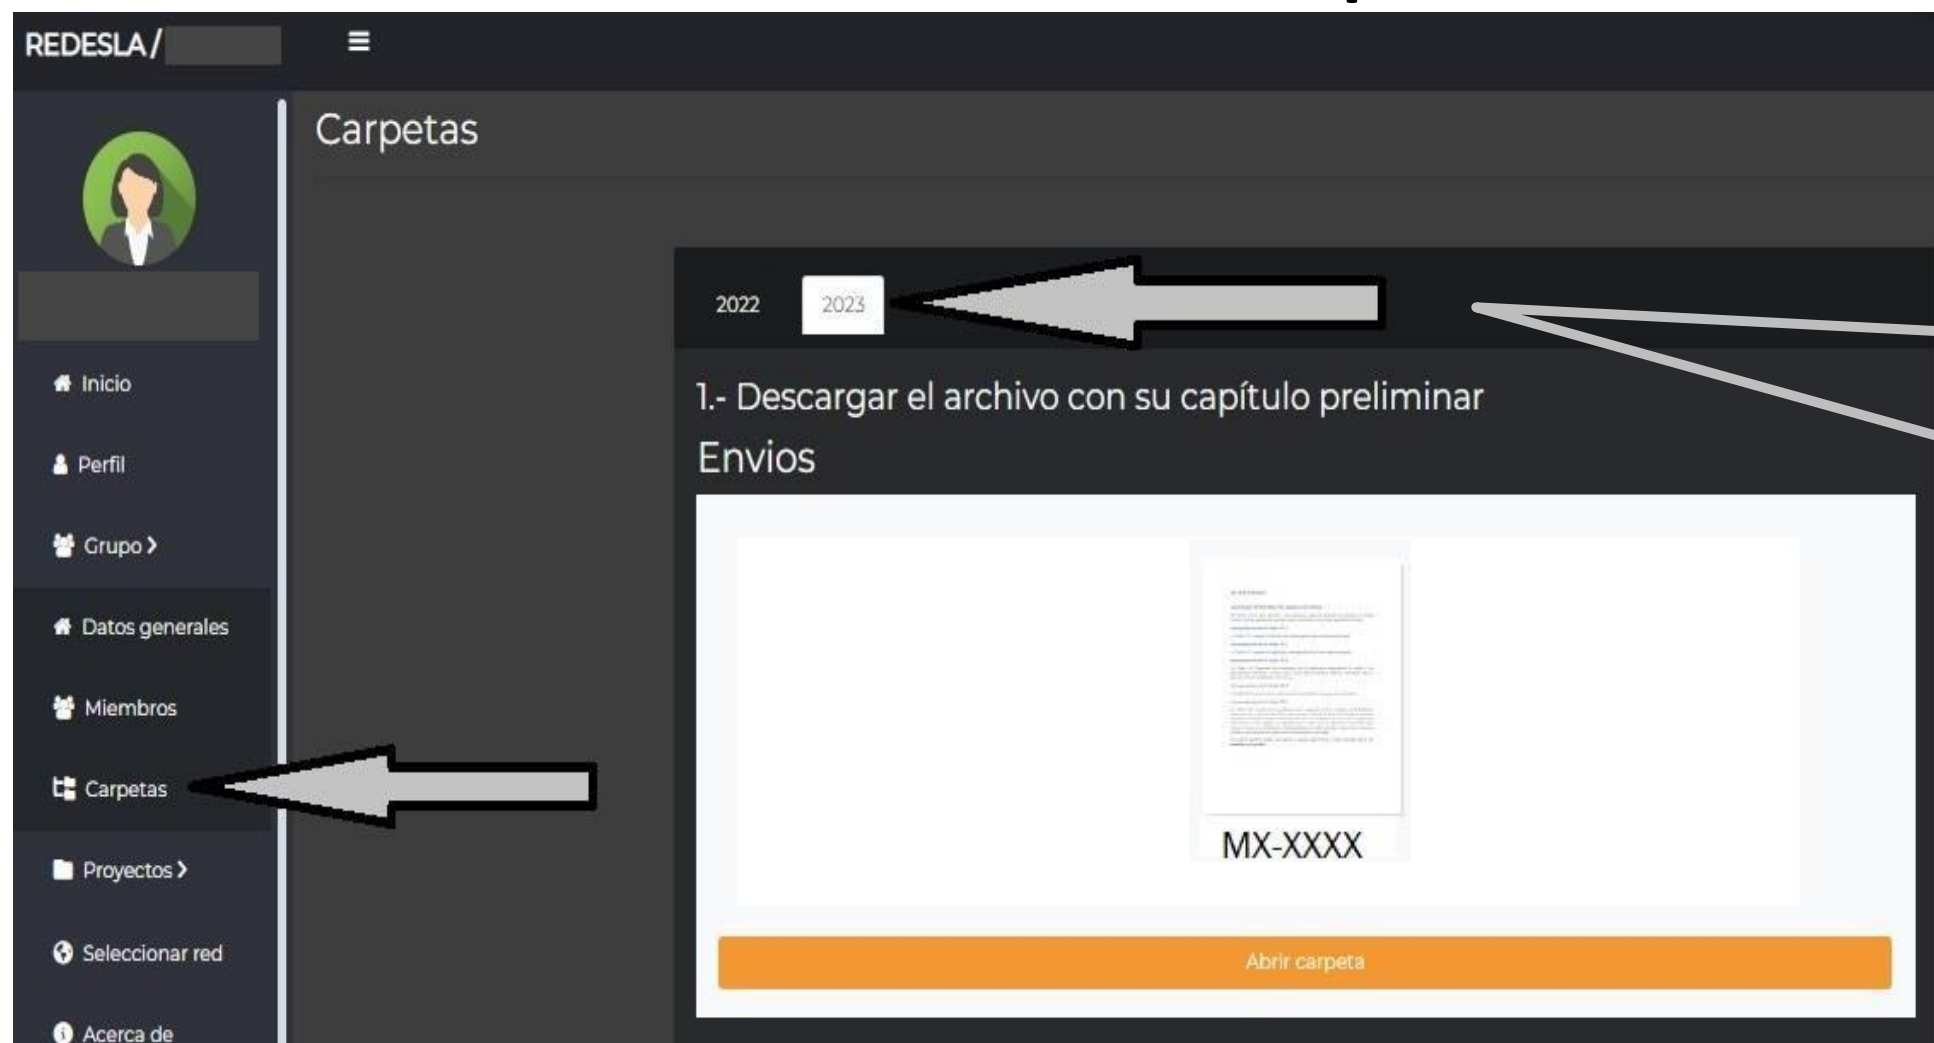 REDESLA/
Carpetas
2022 2023
1.- Descargar el archivo con su capítulo preliminar
Envios
MX-XXXX
Abrir carpeta
Inicio
Perfil
Grupo
Datos generales
Miembros
Carpetas
Proyectos
Seleccionar red
Acerca de